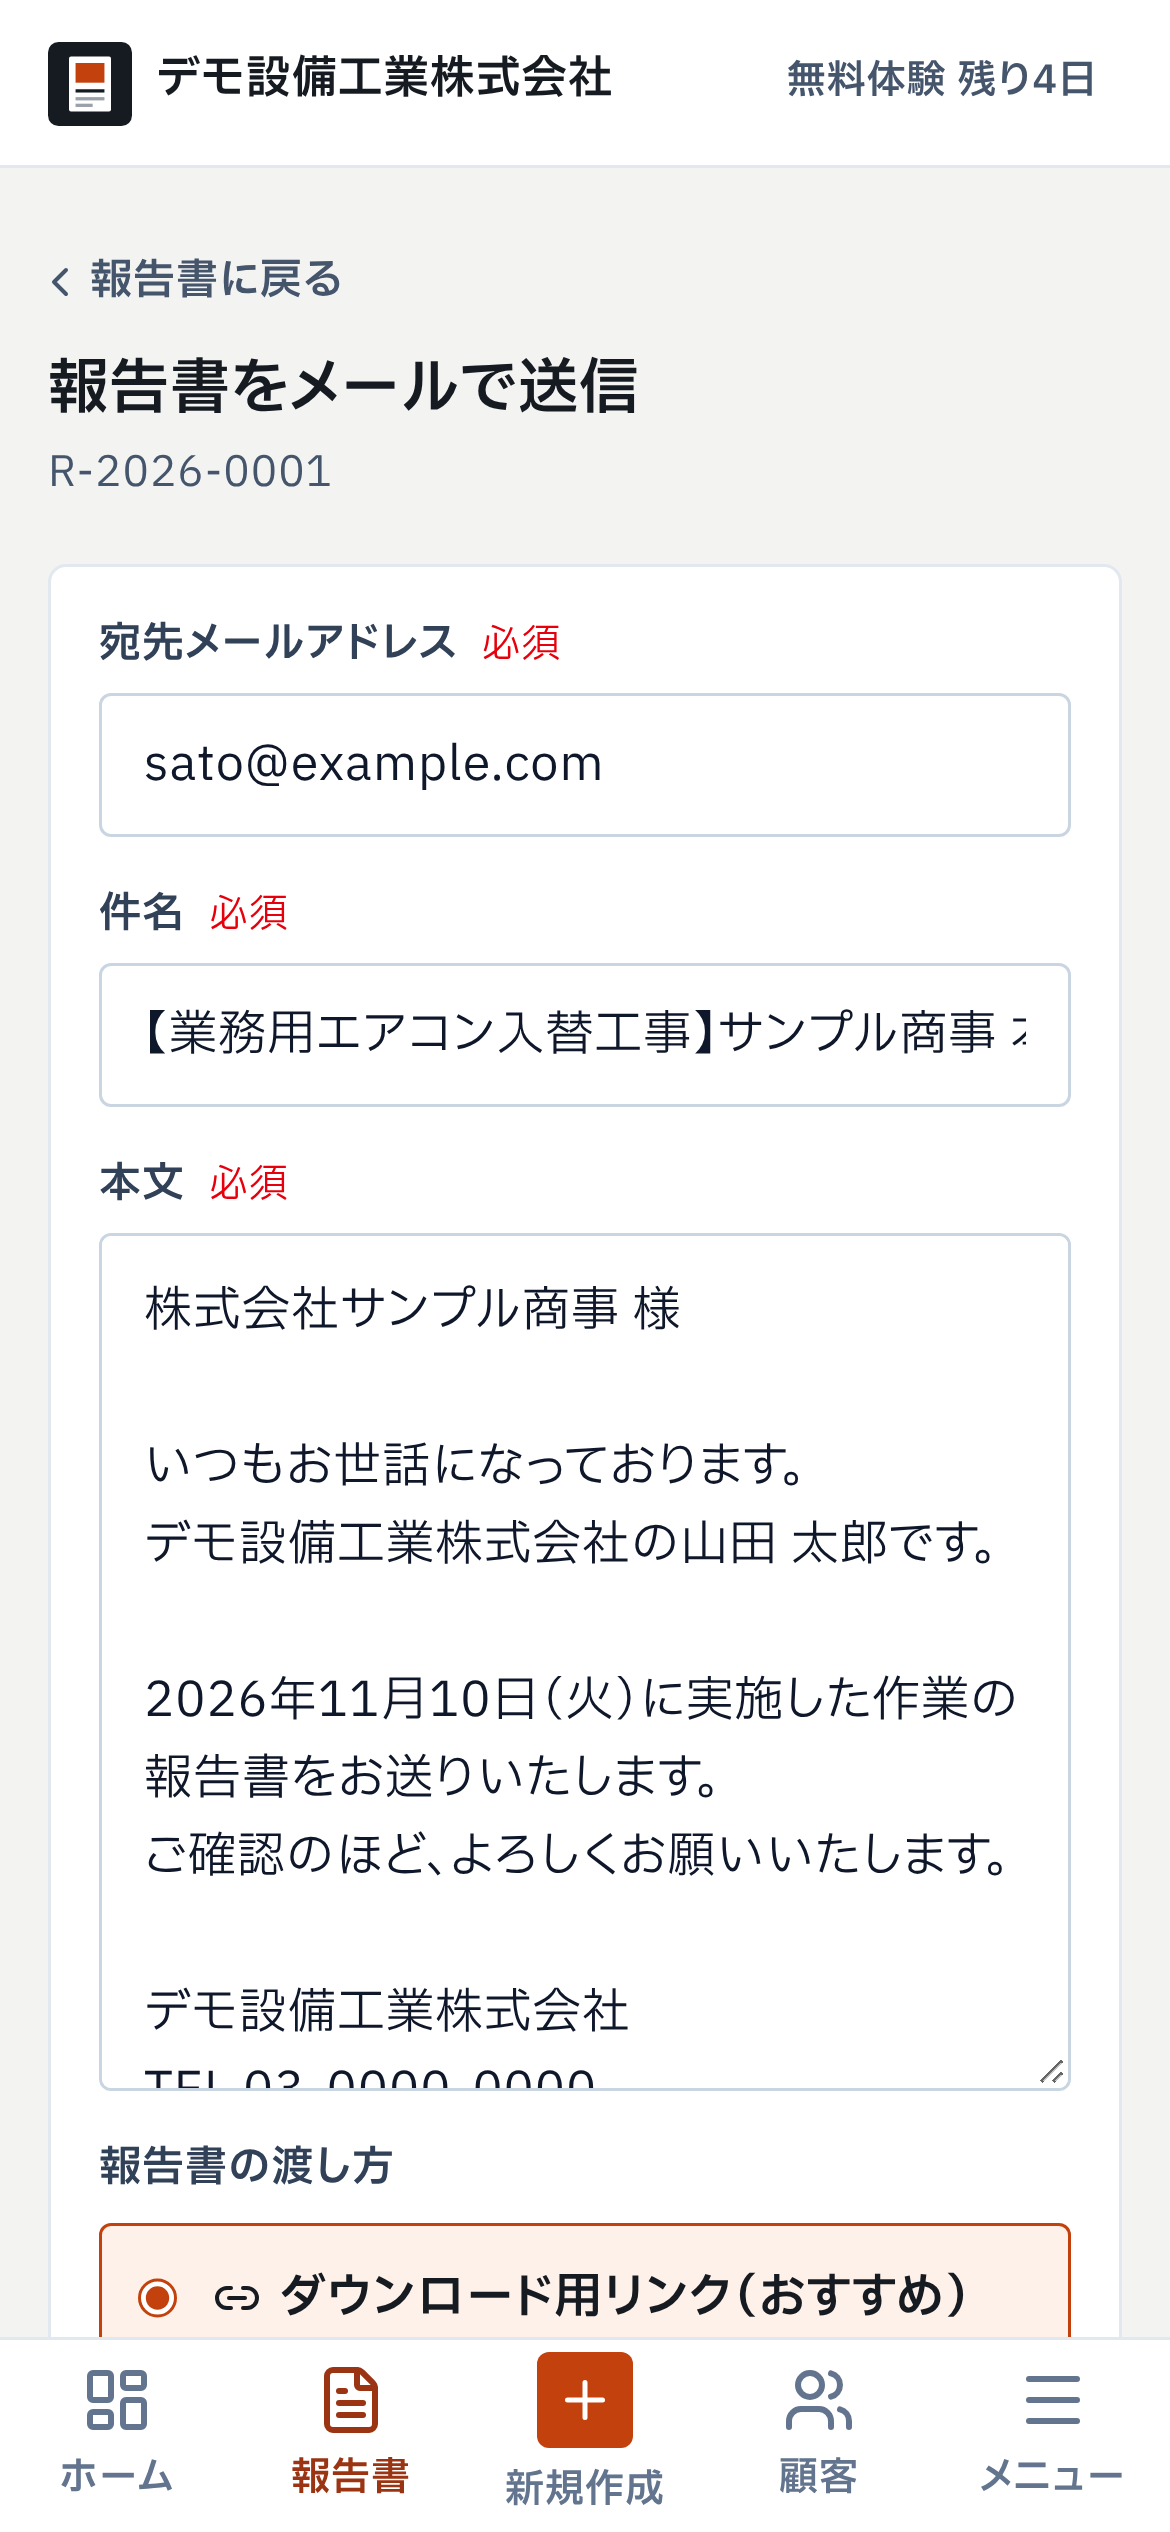 デモ設備工業株式会社
無料体験 残り4日
報告書に戻る
報告書をメールで送信
R-2026-0001
宛先メールアドレス 必須
sato@example.com
件名 必須
【業務用エアコン入替工事】サンプル商事
本文 必須
株式会社サンプル商事 様
いつもお世話になっております。
デモ設備工業株式会社の山田 太郎です。
2026年11月10日（火）に実施した作業の
報告書をお送りいたします。
ご確認のほど、よろしくお願いいたします。
デモ設備工業株式会社
TEL 03-0000-0000
報告書の渡し方
ダウンロード用リンク（おすすめ）
ホーム
報告書
新規作成
顧客
メニュー